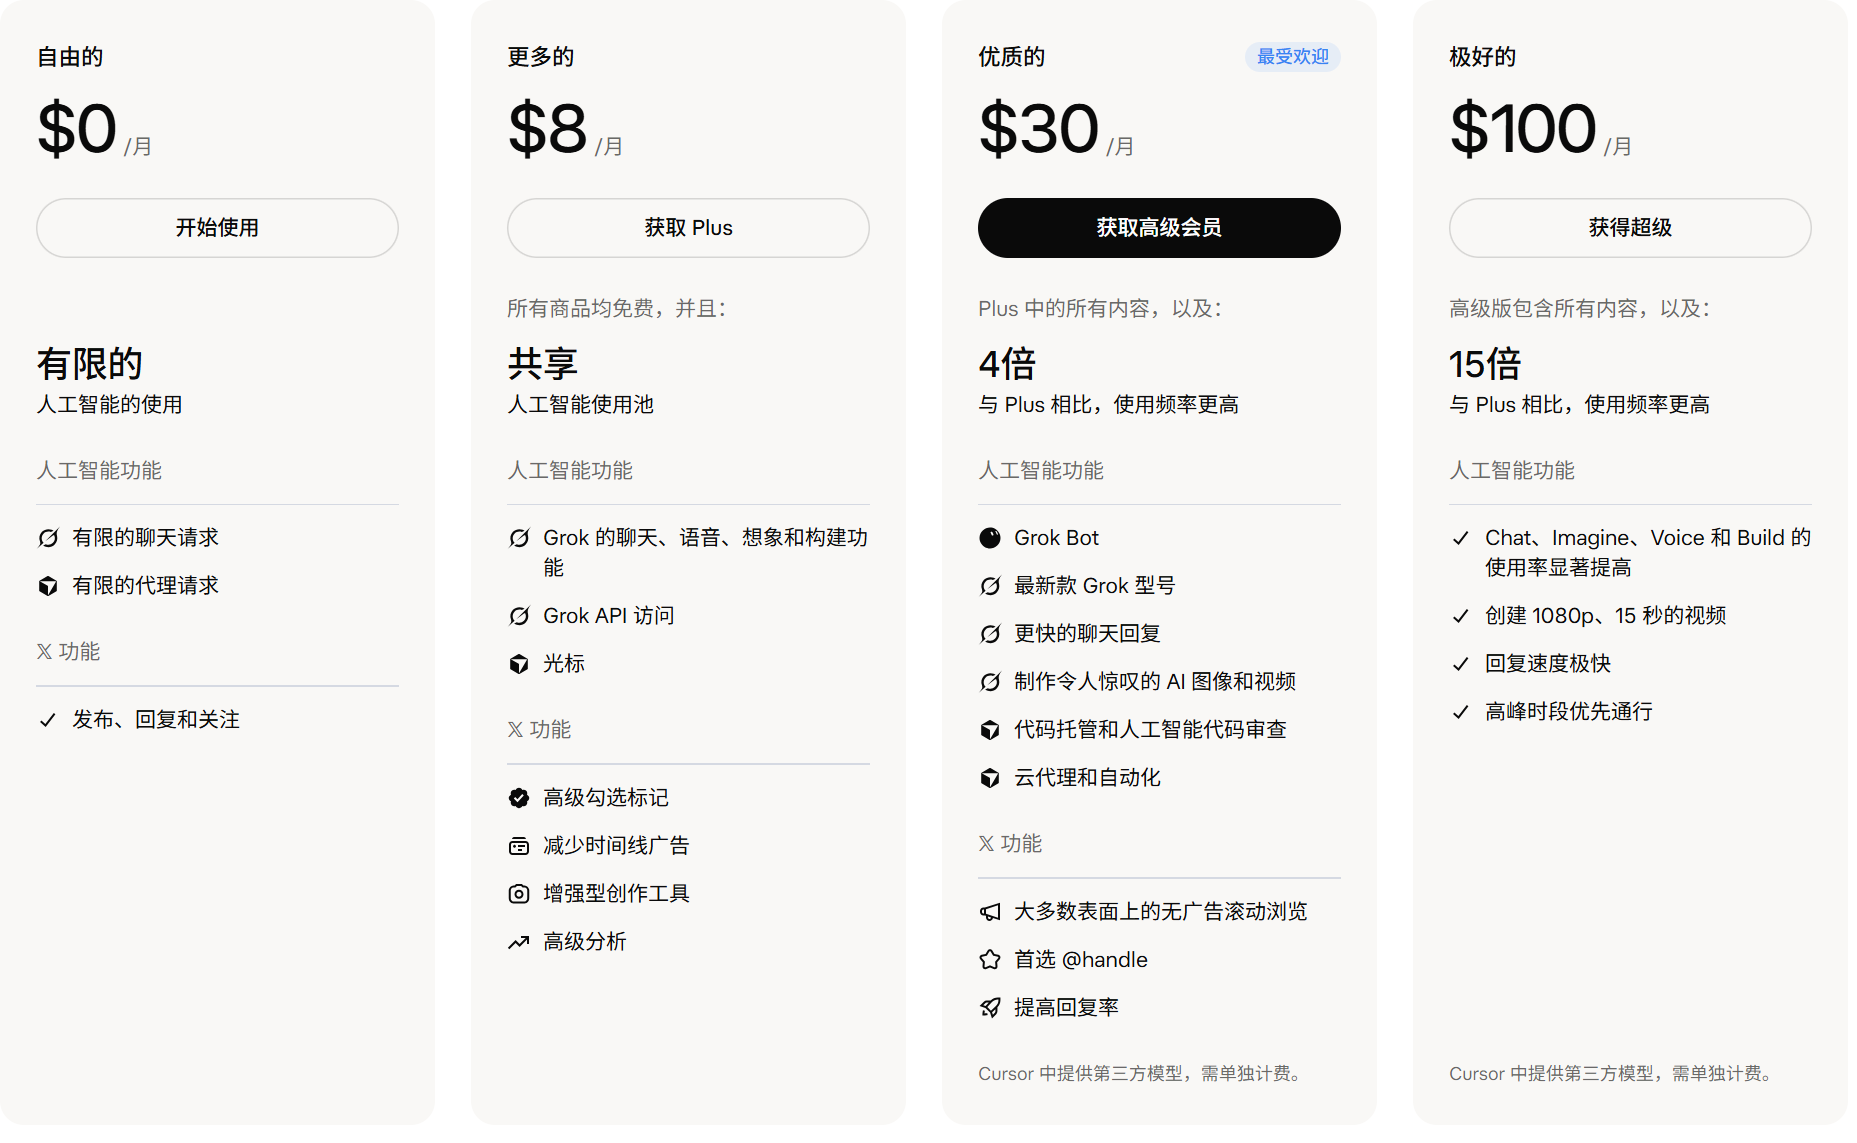 自由的
$0 /月
开始使用
有限的
人工智能的使用
人工智能功能
有限的聊天请求
有限的代理请求
𝕏 功能
发布、回复和关注
更多的
$8 /月
获取 Plus
所有商品均免费，并且：
共享
人工智能使用池
人工智能功能
Grok 的聊天、语音、想象和构建功
能
Grok API 访问
光标
𝕏 功能
高级勾选标记
减少时间线广告
增强型创作工具
高级分析
优质的
最受欢迎
$30 /月
获取高级会员
Plus 中的所有内容，以及：
4倍
与 Plus 相比，使用频率更高
人工智能功能
Grok Bot
最新款 Grok 型号
更快的聊天回复
制作令人惊叹的 AI 图像和视频
代码托管和人工智能代码审查
云代理和自动化
𝕏 功能
大多数表面上的无广告滚动浏览
首选 @handle
提高回复率
Cursor 中提供第三方模型，需单独计费。
极好的
$100 /月
获得超级
高级版包含所有内容，以及：
15倍
与 Plus 相比，使用频率更高
人工智能功能
Chat、Imagine、Voice 和 Build 的
使用率显著提高
创建 1080p、15 秒的视频
回复速度极快
高峰时段优先通行
Cursor 中提供第三方模型，需单独计费。